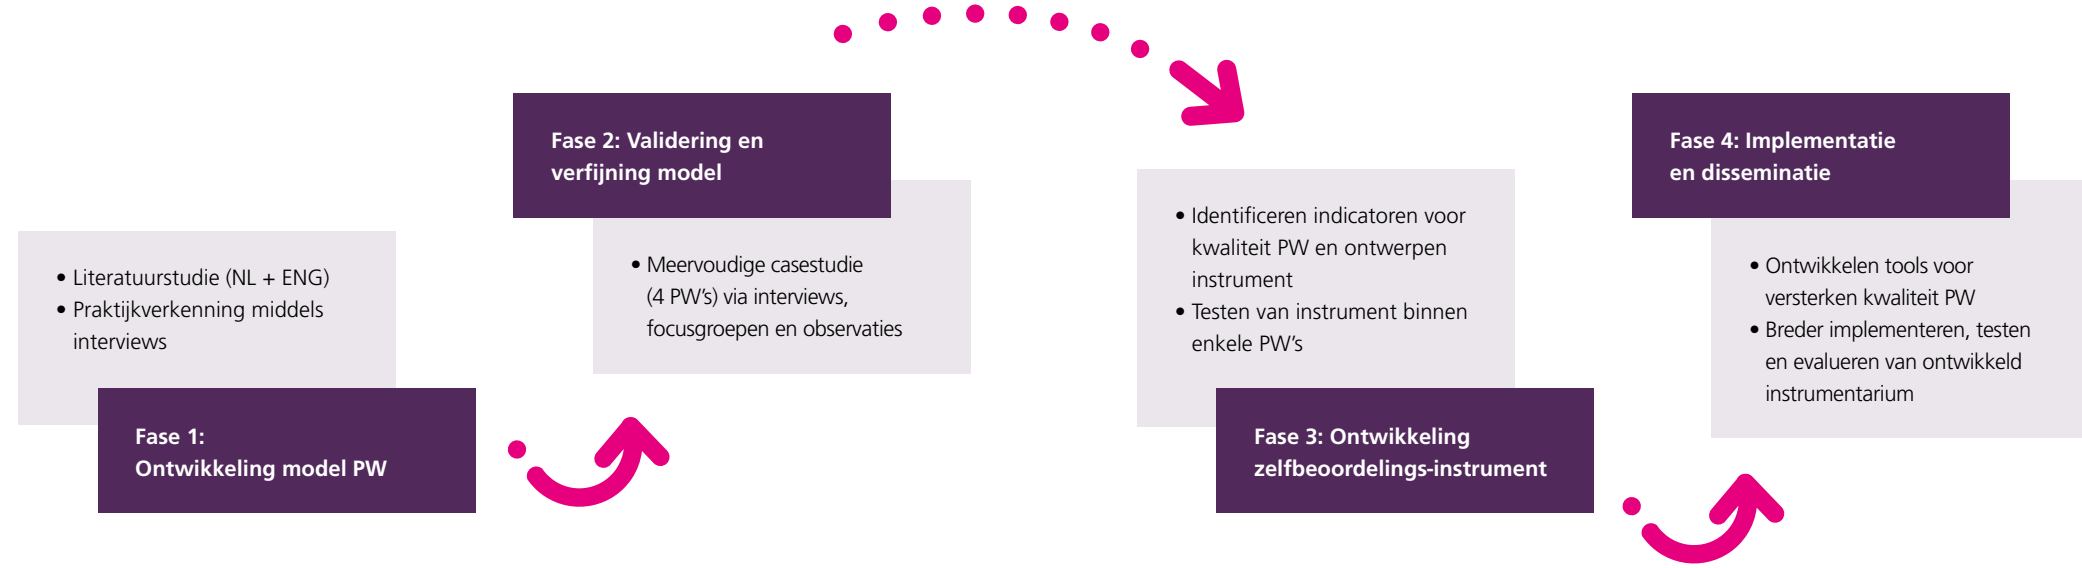 • Literatuurstudie (NL + ENG)
• Praktijkverkenning middels
interviews
Fase 1:
Ontwikkeling model PW
Fase 2: Validering en
verfijning model
• Meervoudige casestudie
(4 PW’s) via interviews,
focusgroepen en observaties
• Identificeren indicatoren voor
kwaliteit PW en ontwerpen
instrument
• Testen van instrument binnen
enkele PW’s
Fase 3: Ontwikkeling
zelfbeoordelings-instrument
Fase 4: Implementatie
en disseminatie
• Ontwikkelen tools voor
versterken kwaliteit PW
• Breder implementeren, testen
en evalueren van ontwikkeld
instrumentarium